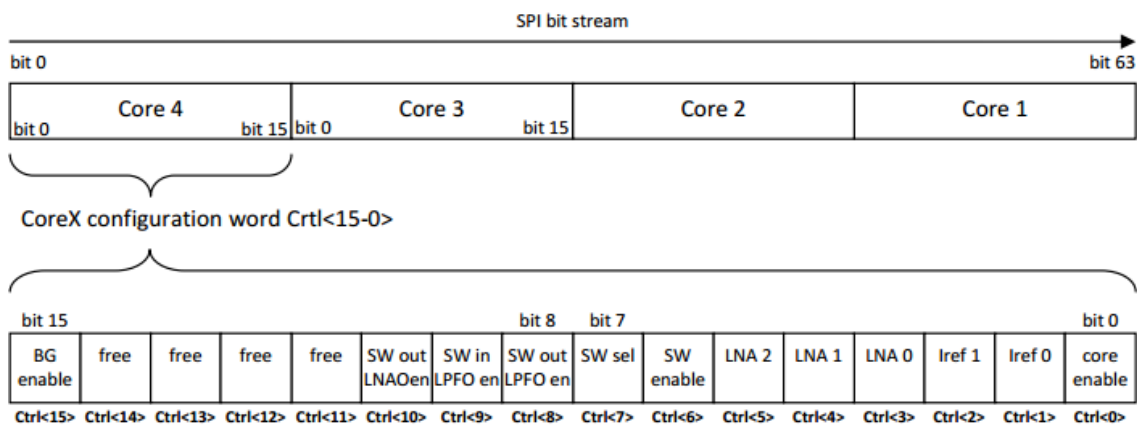 SPI bit stream
bit 0 bit 63
Core 4 Core 3 Core 2 Core 1
bit 0 bit 15 bit 0 bit 15
CoreX configuration word Crtl<15-0>
bit 15 bit 8 bit 7 bit 0
BG free free free free SW out SW in SW out SW sel SW LNA 2 LNA 1 LNA 0 Iref 1 Iref 0 core
enable LNAOen LPFO en LPFO en enable enable
Ctrl<15> Ctrl<14> Ctrl<13> Ctrl<12> Ctrl<11> Ctrl<10> Ctrl<9> Ctrl<8> Ctrl<7> Ctrl<6> Ctrl<5> Ctrl<4> Ctrl<3> Ctrl<2> Ctrl<1> Ctrl<0>